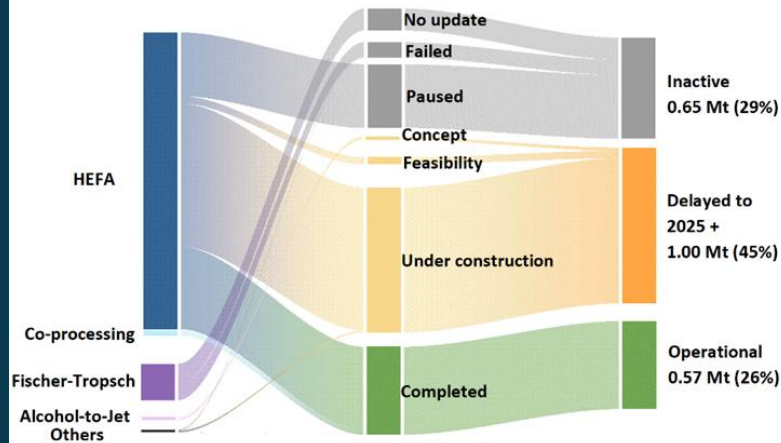 HEFA
Co-processing
Fischer-Tropsch
Alcohol-to-Jet
Others
No update
Failed
Paused
Concept
Feasibility
Under construction
Completed
Inactive
0.65 Mt (29%)
Delayed to
2025 +
1.00 Mt (45%)
Operational
0.57 Mt (26%)